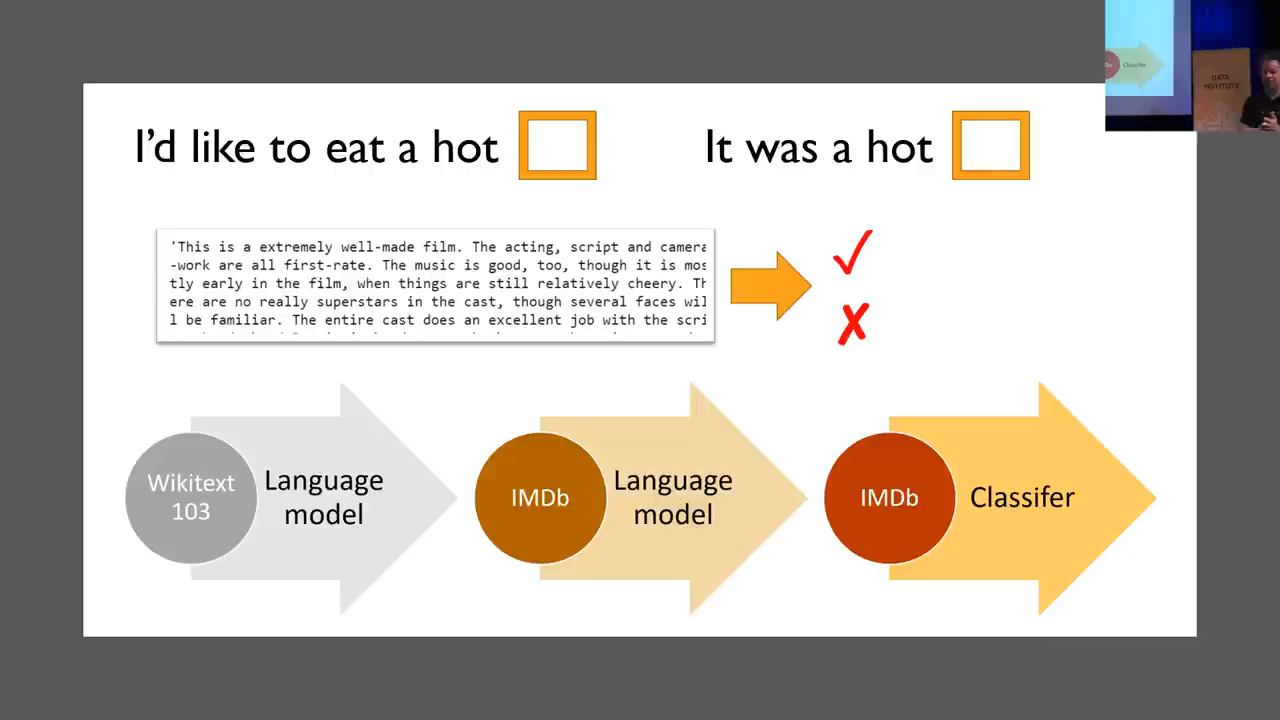 I'd like to eat a hot
It was a hot
'This is a extremely well-made film. The acting, script and camera
-work are all first-rate. The music is good, too, though it is mos
tly early in the film, when things are still relatively cheery. Th
ere are no really superstars in the cast, though several faces wil
l be familiar. The entire cast does an excellent job with the scri
Wikitext
103
Language
model
IMDb
Language
model
IMDb
Classifer
Classifer
DATA
INSTITUTE